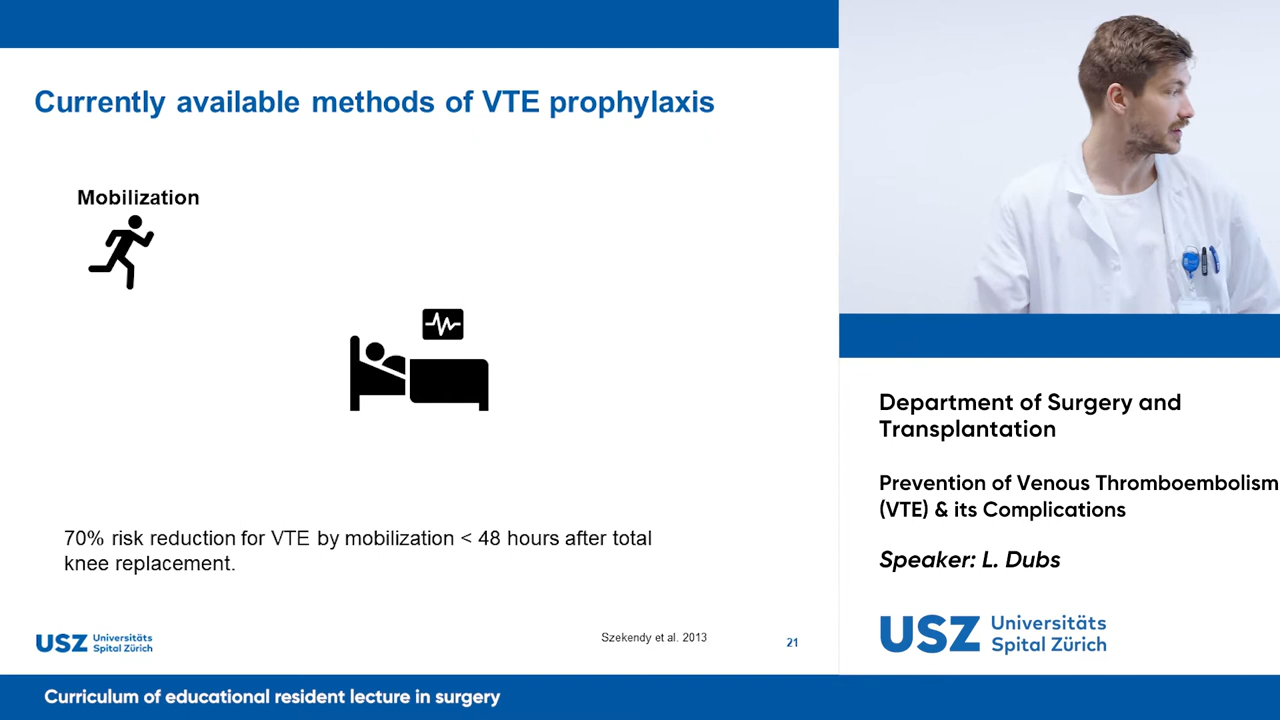 Currently available methods of VTE prophylaxis
Mobilization
70% risk reduction for VTE by mobilization < 48 hours after total
knee replacement.
USZ Universitäts
Spital Zürich
Szekendy et al. 2013
21
Department of Surgery and
Transplantation
Prevention of Venous Thromboembolism
(VTE) & its Complications
Speaker: L. Dubs
USZ Universitäts
Spital Zürich
Curriculum of educational resident lecture in surgery